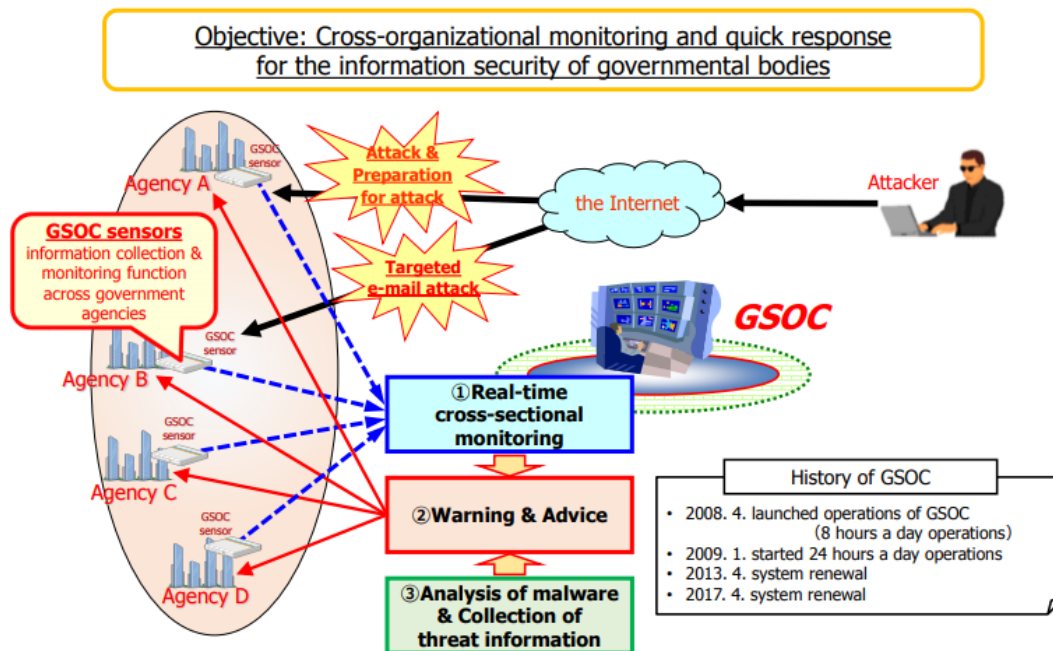 Objective: Cross-organizational monitoring and quick response
for the information security of governmental bodies
GSOC
sensor
Agency A
Attack &
Preparation
for attack
the Internet
Attacker
GSOC sensors
information collection &
monitoring function
across government
agencies
Targeted
e-mail attack
GSOC
GSOC
sensor
Agency B
①Real-time
cross-sectional
monitoring
GSOC
sensor
Agency C
②Warning & Advice
GSOC
sensor
Agency D
③Analysis of malware
& Collection of
threat information
History of GSOC
• 2008. 4. launched operations of GSOC
(8 hours a day operations)
• 2009. 1. started 24 hours a day operations
• 2013. 4. system renewal
• 2017. 4. system renewal